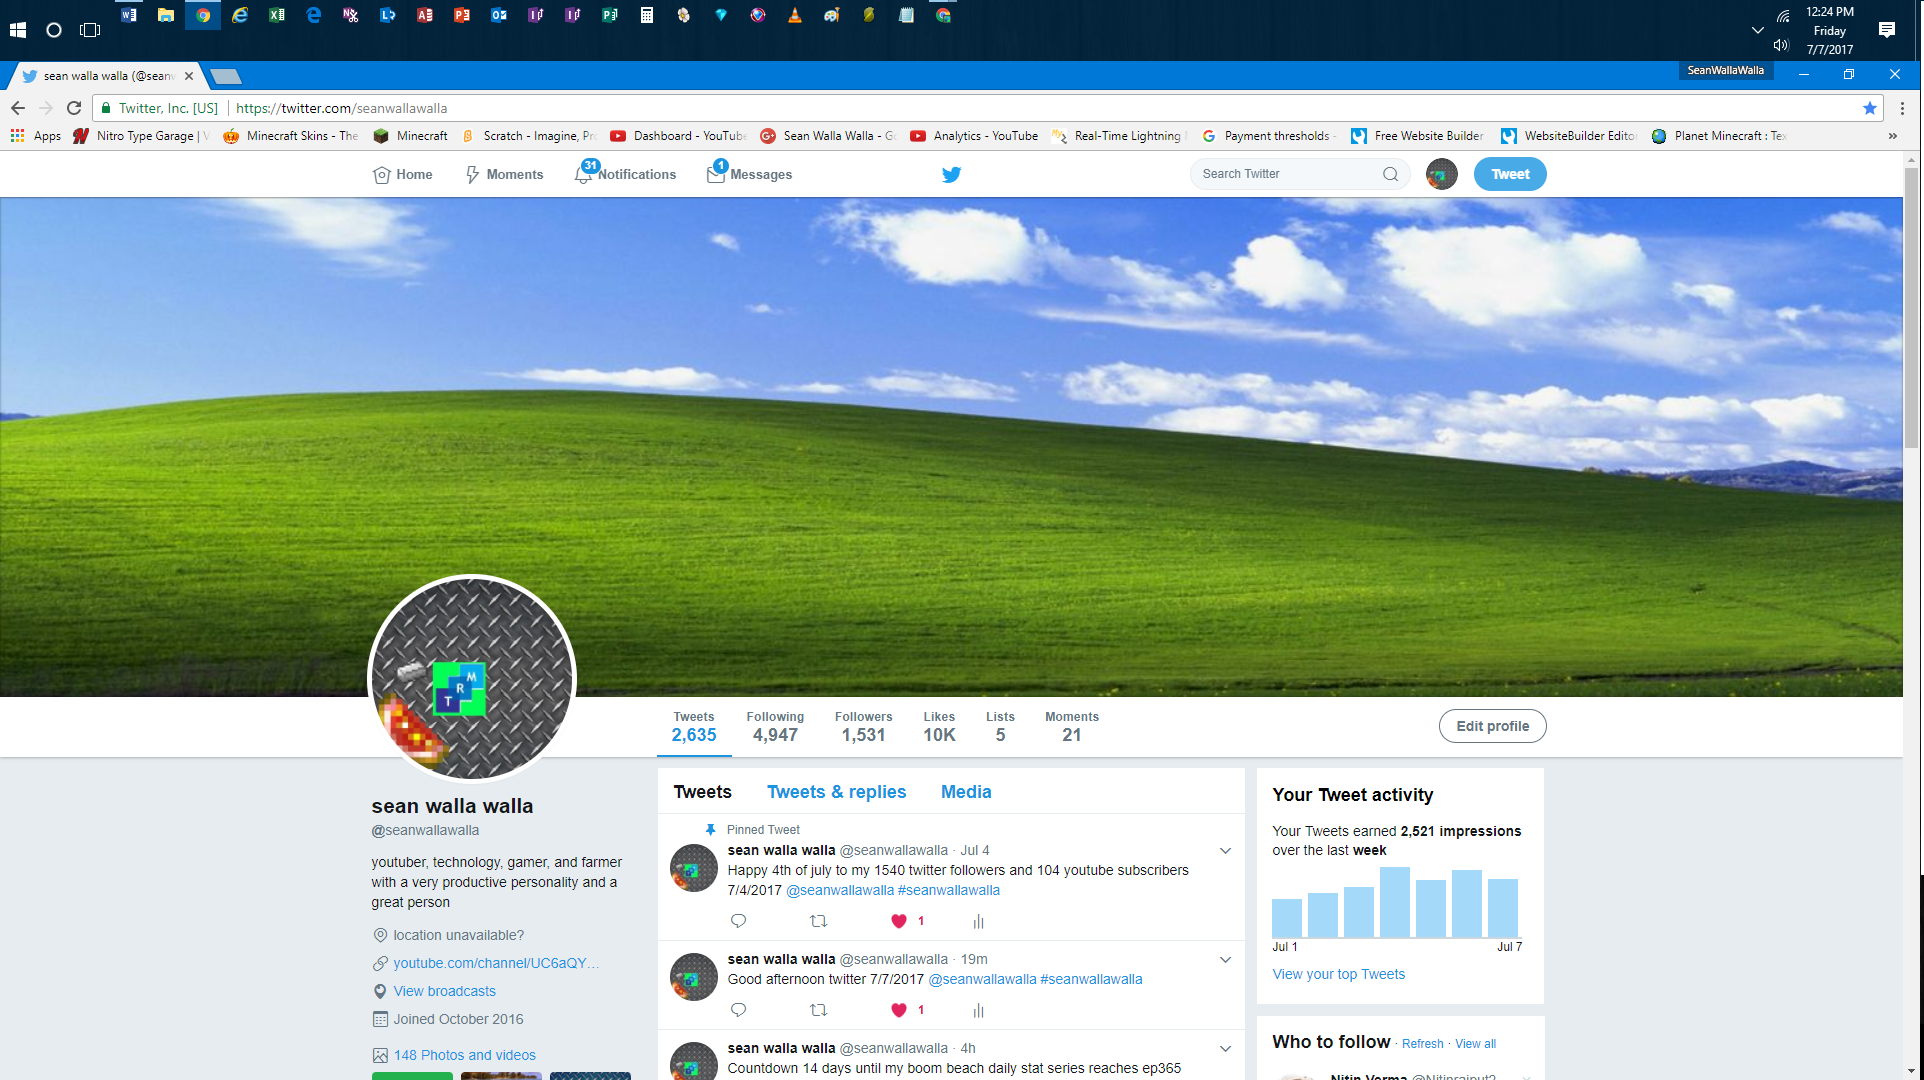 12:24 PM
Friday
7/7/2017
sean walla walla (@sean
SeanWallaWalla
Twitter, Inc. [US] https://twitter.com/seanwallawalla
Apps Nitro Type Garage | Minecraft Skins - The Minecraft Scratch - Imagine, Pr Dashboard - YouTube Sean Walla Walla - G Analytics - YouTube Real-Time Lightning Payment thresholds - Free Website Builder WebsiteBuilder Edito Planet Minecraft : Tex »
Home Moments 31 Notifications 1 Messages Search Twitter Tweet
M
R
T
Tweets Following Followers Likes Lists Moments
2,635 4,947 1,531 10K 5 21
Edit profile
sean walla walla
@seanwallawalla
youtuber, technology, gamer, and farmer
with a very productive personality and a
great person
location unavailable?
youtube.com/channel/UC6aQY…
View broadcasts
Joined October 2016
148 Photos and videos
Tweets Tweets & replies Media
Pinned Tweet
sean walla walla @seanwallawalla · Jul 4
Happy 4th of july to my 1540 twitter followers and 104 youtube subscribers
7/4/2017 @seanwallawalla #seanwallawalla
1
sean walla walla @seanwallawalla · 19m
Good afternoon twitter 7/7/2017 @seanwallawalla #seanwallawalla
1
sean walla walla @seanwallawalla · 4h
Countdown 14 days until my boom beach daily stat series reaches ep365
Your Tweet activity
Your Tweets earned 2,521 impressions
over the last week
Jul 1 Jul 7
View your top Tweets
Who to follow · Refresh · View all
Nitin Verma @Nitinrajput2